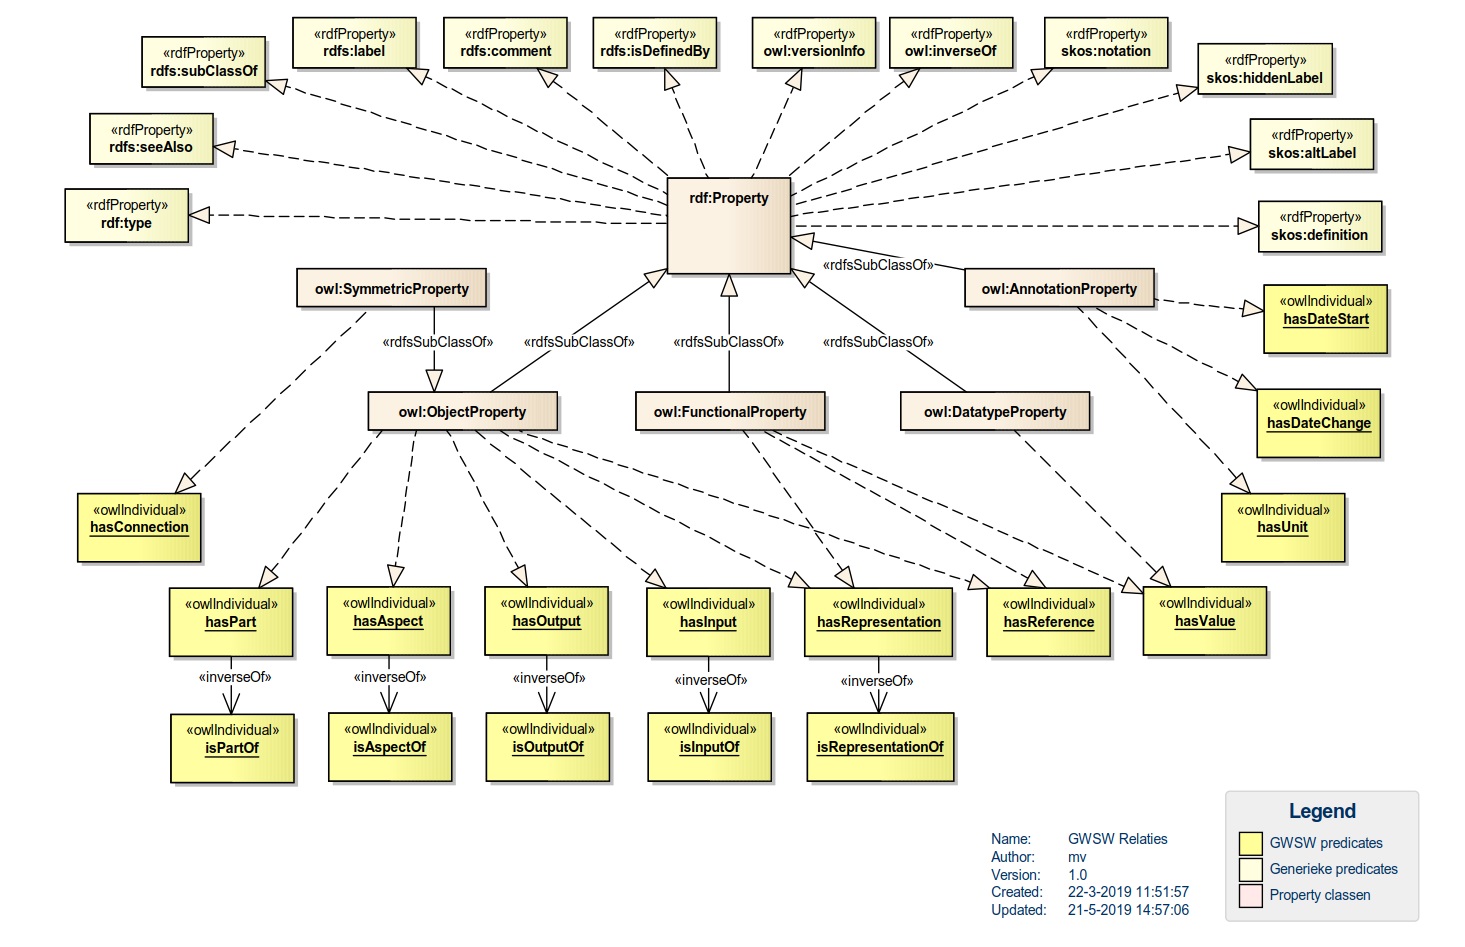 «rdfProperty»
rdfs:subClassOf
«rdfProperty»
rdfs:label
«rdfProperty»
rdfs:comment
«rdfProperty»
rdfs:isDefinedBy
«rdfProperty»
owl:versionInfo
«rdfProperty»
owl:inverseOf
«rdfProperty»
skos:notation
«rdfProperty»
skos:hiddenLabel
«rdfProperty»
rdfs:seeAlso
«rdfProperty»
skos:altLabel
«rdfProperty»
rdf:type
rdf:Property
«rdfProperty»
skos:definition
«rdfsSubClassOf»
owl:SymmetricProperty
owl:AnnotationProperty
«owlIndividual»
hasDateStart
«rdfsSubClassOf»
«rdfsSubClassOf»
«rdfsSubClassOf»
«rdfsSubClassOf»
owl:ObjectProperty
owl:FunctionalProperty
owl:DatatypeProperty
«owlIndividual»
hasDateChange
«owlIndividual»
hasConnection
«owlIndividual»
hasUnit
«owlIndividual»
hasPart
«owlIndividual»
hasAspect
«owlIndividual»
hasOutput
«owlIndividual»
hasInput
«owlIndividual»
hasRepresentation
«owlIndividual»
hasReference
«owlIndividual»
hasValue
«inverseOf»
«inverseOf»
«inverseOf»
«inverseOf»
«inverseOf»
«owlIndividual»
isPartOf
«owlIndividual»
isAspectOf
«owlIndividual»
isOutputOf
«owlIndividual»
isInputOf
«owlIndividual»
isRepresentationOf
Name: GWSW Relaties
Author: mv
Version: 1.0
Created: 22-3-2019 11:51:57
Updated: 21-5-2019 14:57:06
Legend
GWSW predicates
Generieke predicates
Property classen